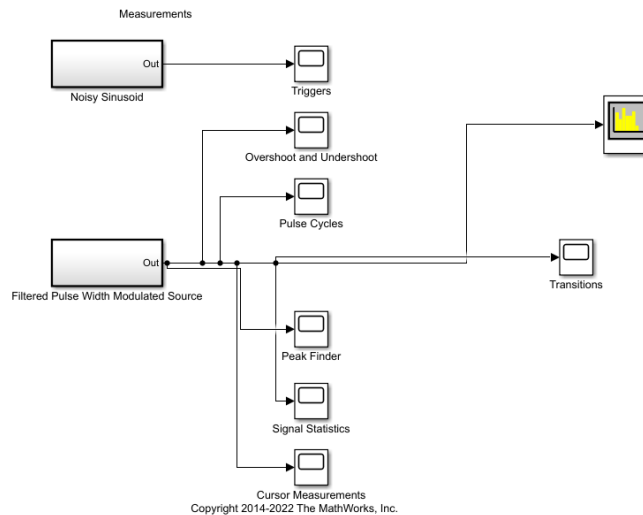 Measurements
Out
Noisy Sinusoid
Triggers
Overshoot and Undershoot
Pulse Cycles
Out
Filtered Pulse Width Modulated Source
Transitions
Peak Finder
Signal Statistics
Cursor Measurements
Copyright 2014-2022 The MathWorks, Inc.